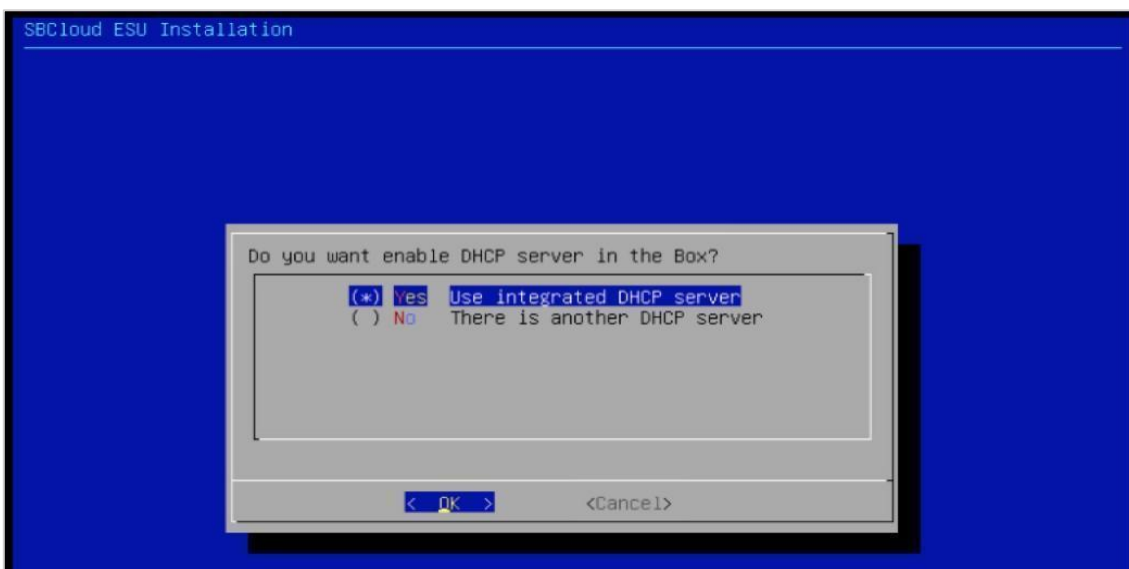 SBCloud ESU Installation
Do you want enable DHCP server in the Box?
(*) Yes Use integrated DHCP server
( ) No There is another DHCP server
< OK > <Cancel>